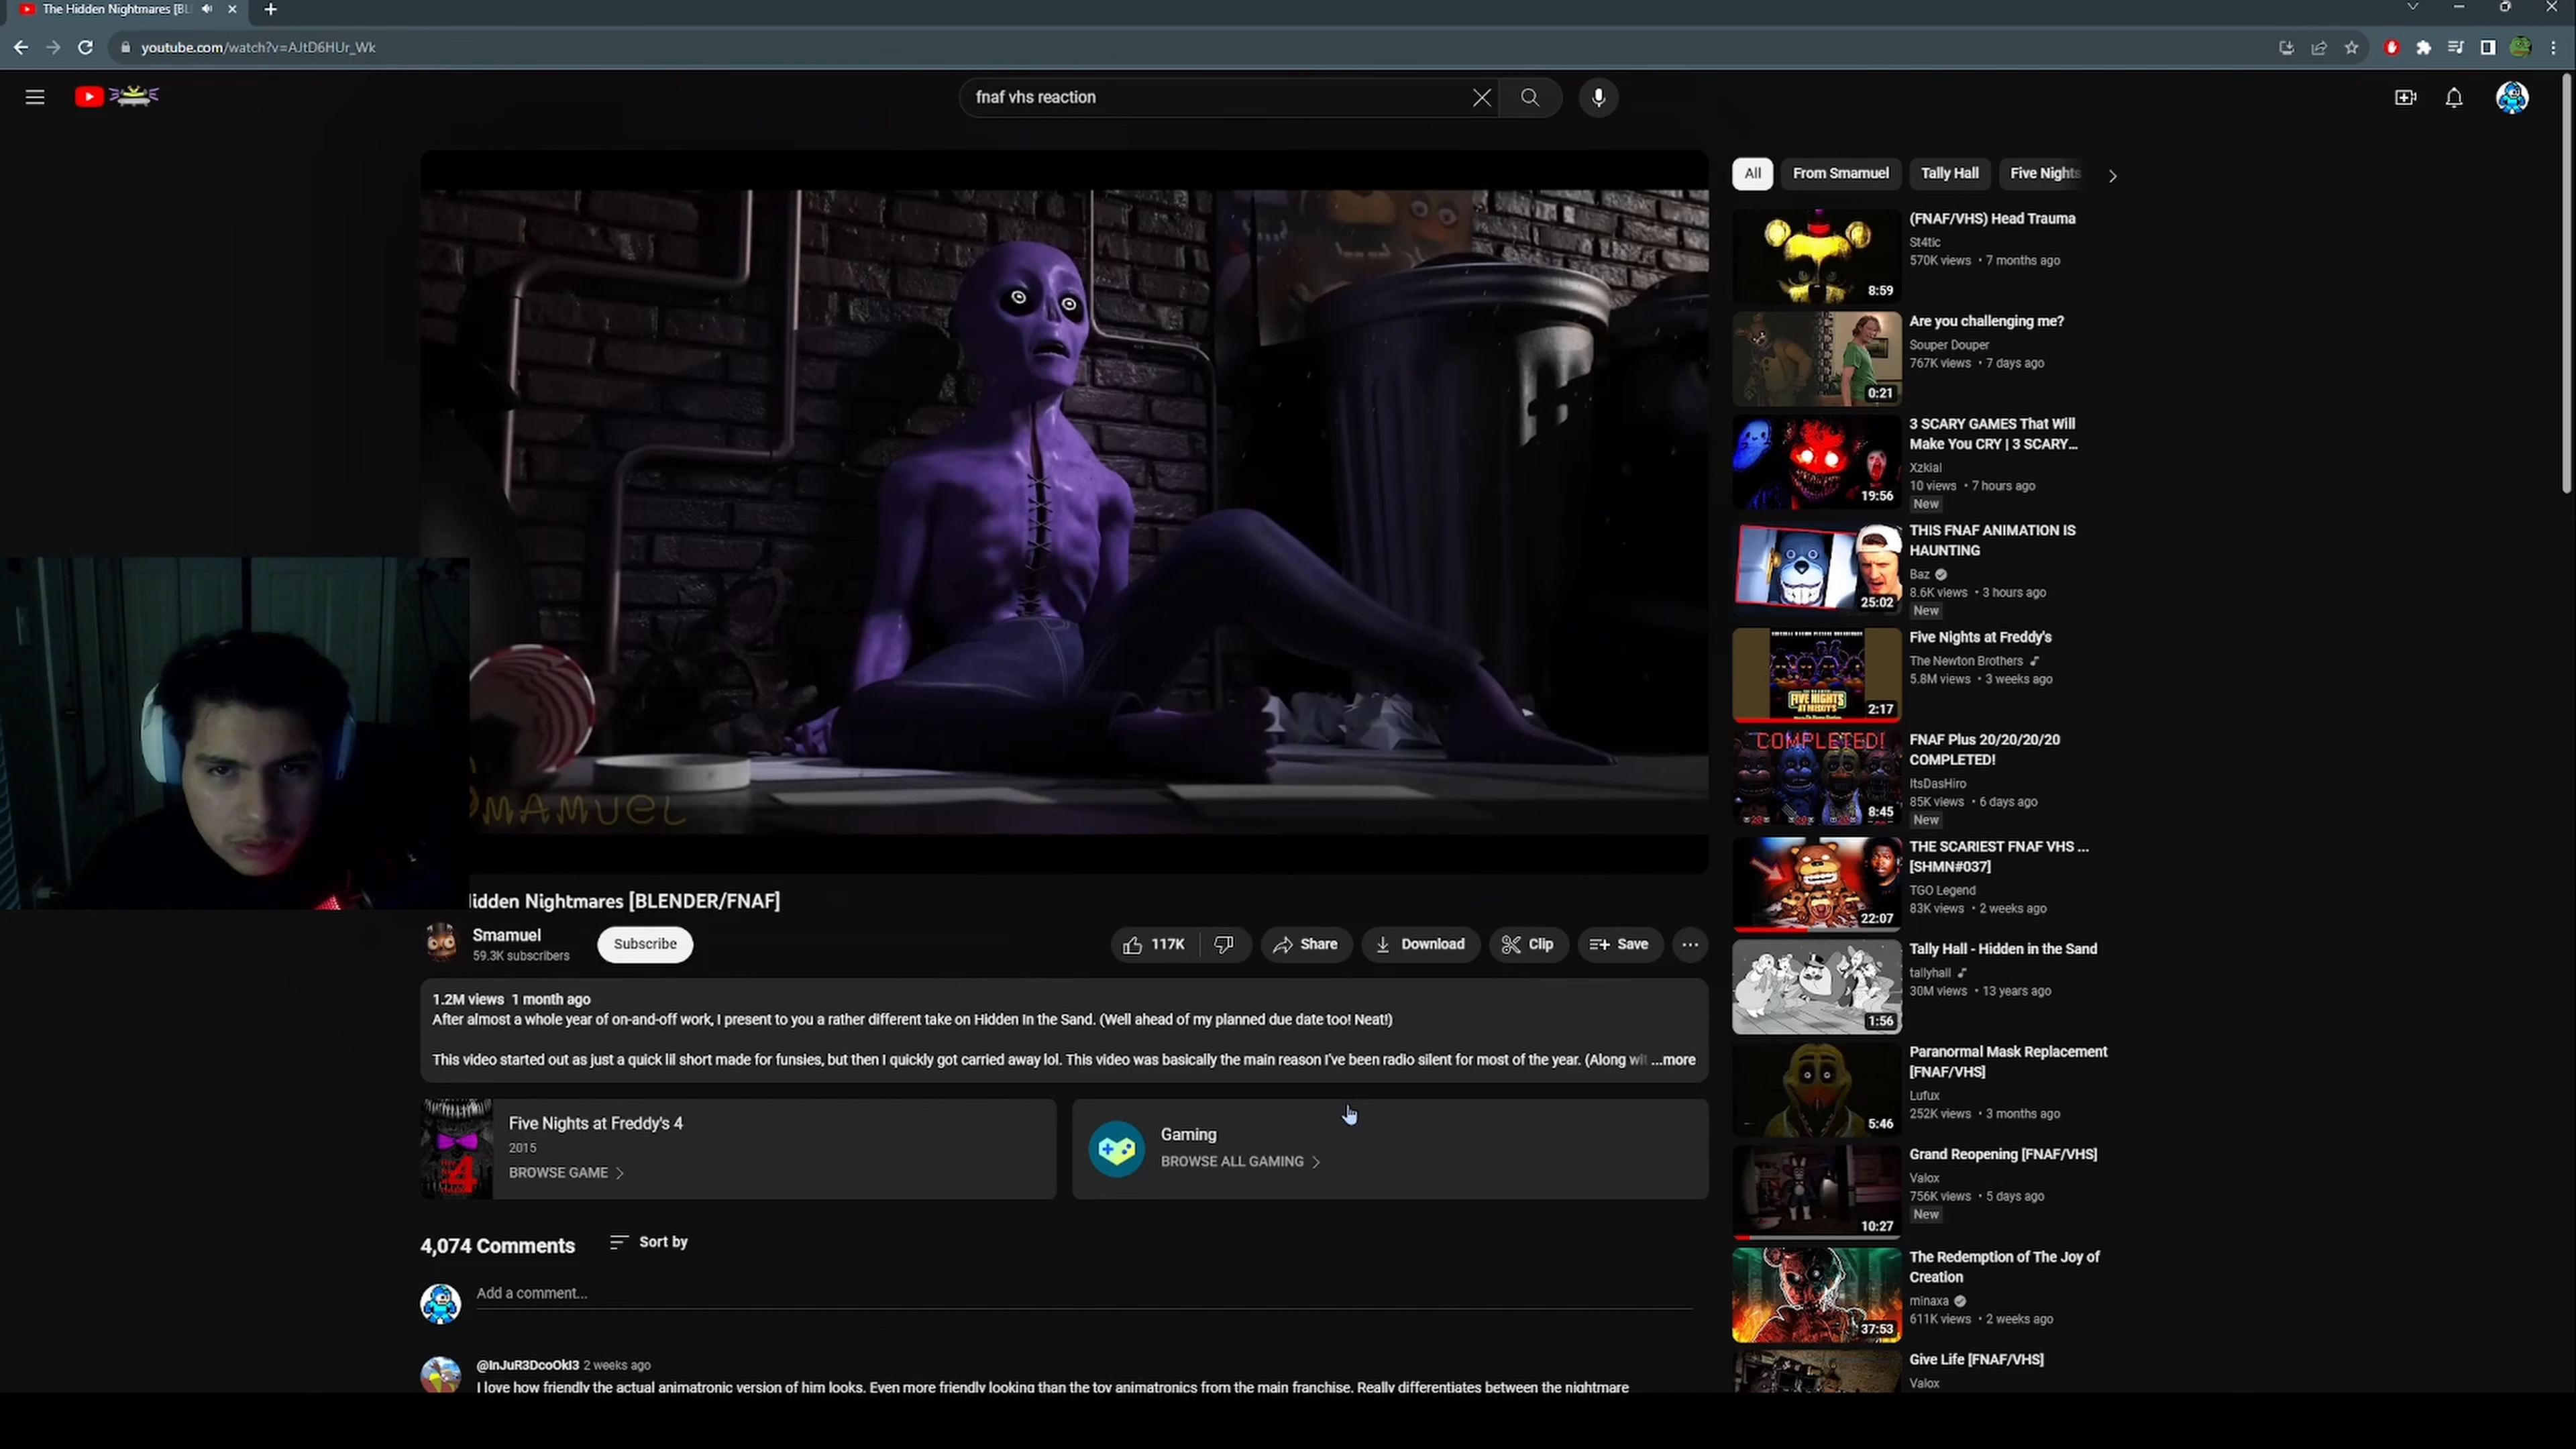 The Hidden Nightmares [BL
youtube.com/watch?v=AJtD6HUr_Wk
fnaf vhs reaction
All
From Smamuel
Tally Hall
Five Nights
(FNAF/VHS) Head Trauma
St4tic
570K views • 7 months ago
8:59
Are you challenging me?
Souper Douper
767K views • 7 days ago
0:21
3 SCARY GAMES That Will
Make You CRY | 3 SCARY...
Xzkial
10 views • 7 hours ago
New
19:56
THIS FNAF ANIMATION IS
HAUNTING
Baz
8.6K views • 3 hours ago
New
25:02
Five Nights at Freddy's
The Newton Brothers
5.8M views • 3 weeks ago
FIVE NIGHTS
AT FREDDY'S
2:17
COMPLETED!
FNAF Plus 20/20/20/20
COMPLETED!
ItsDasHiro
85K views • 6 days ago
New
8:45
THE SCARIEST FNAF VHS ...
[SHMN#037]
TGO Legend
83K views • 2 weeks ago
22:07
Tally Hall - Hidden in the Sand
tallyhall
30M views • 13 years ago
1:56
Paranormal Mask Replacement
[FNAF/VHS]
Lufux
252K views • 3 months ago
5:46
Grand Reopening [FNAF/VHS]
Valox
756K views • 5 days ago
New
10:27
The Redemption of The Joy of
Creation
minaxa
611K views • 2 weeks ago
37:53
Give Life [FNAF/VHS]
Valox
SMAMUEL
idden Nightmares [BLENDER/FNAF]
Smamuel
59.3K subscribers
Subscribe
117K
Share
Download
Clip
Save
1.2M views 1 month ago
After almost a whole year of on-and-off work, I present to you a rather different take on Hidden In the Sand. (Well ahead of my planned due date too! Neat!)
This video started out as just a quick lil short made for funsies, but then I quickly got carried away lol. This video was basically the main reason I've been radio silent for most of the year. (Along wit ...more
4
Five Nights at Freddy's 4
2015
BROWSE GAME
Gaming
BROWSE ALL GAMING
4,074 Comments
Sort by
Add a comment...
@InJuR3DcoOkI3 2 weeks ago
I love how friendly the actual animatronic version of him looks. Even more friendly looking than the toy animatronics from the main franchise. Really differentiates between the nightmare